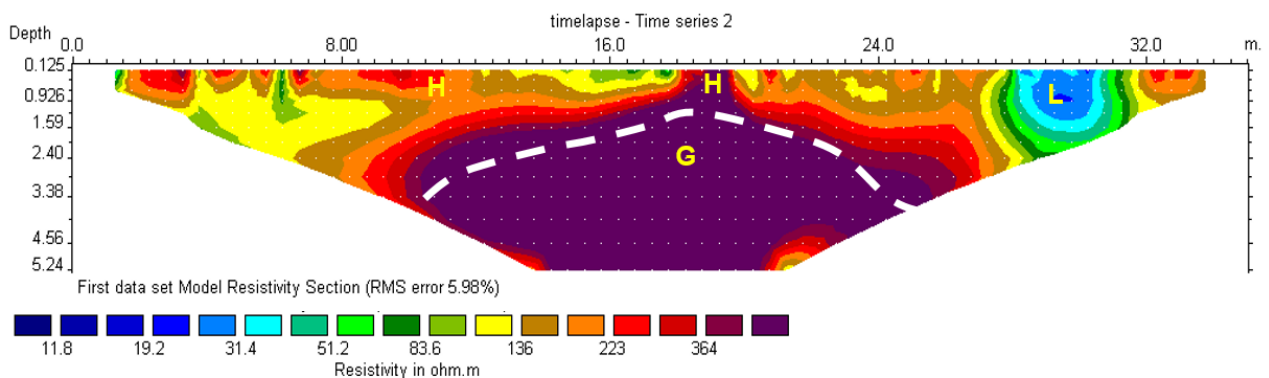 timelapse - Time series 2
Depth 0.0 8.00 16.0 24.0 32.0 m.
0.125
H H
0.926 L
1.59
2.40 G
3.38
4.56
5.24
First data set Model Resistivity Section (RMS error 5.98%)
11.8 19.2 31.4 51.2 83.6 136 223 364
Resistivity in ohm.m